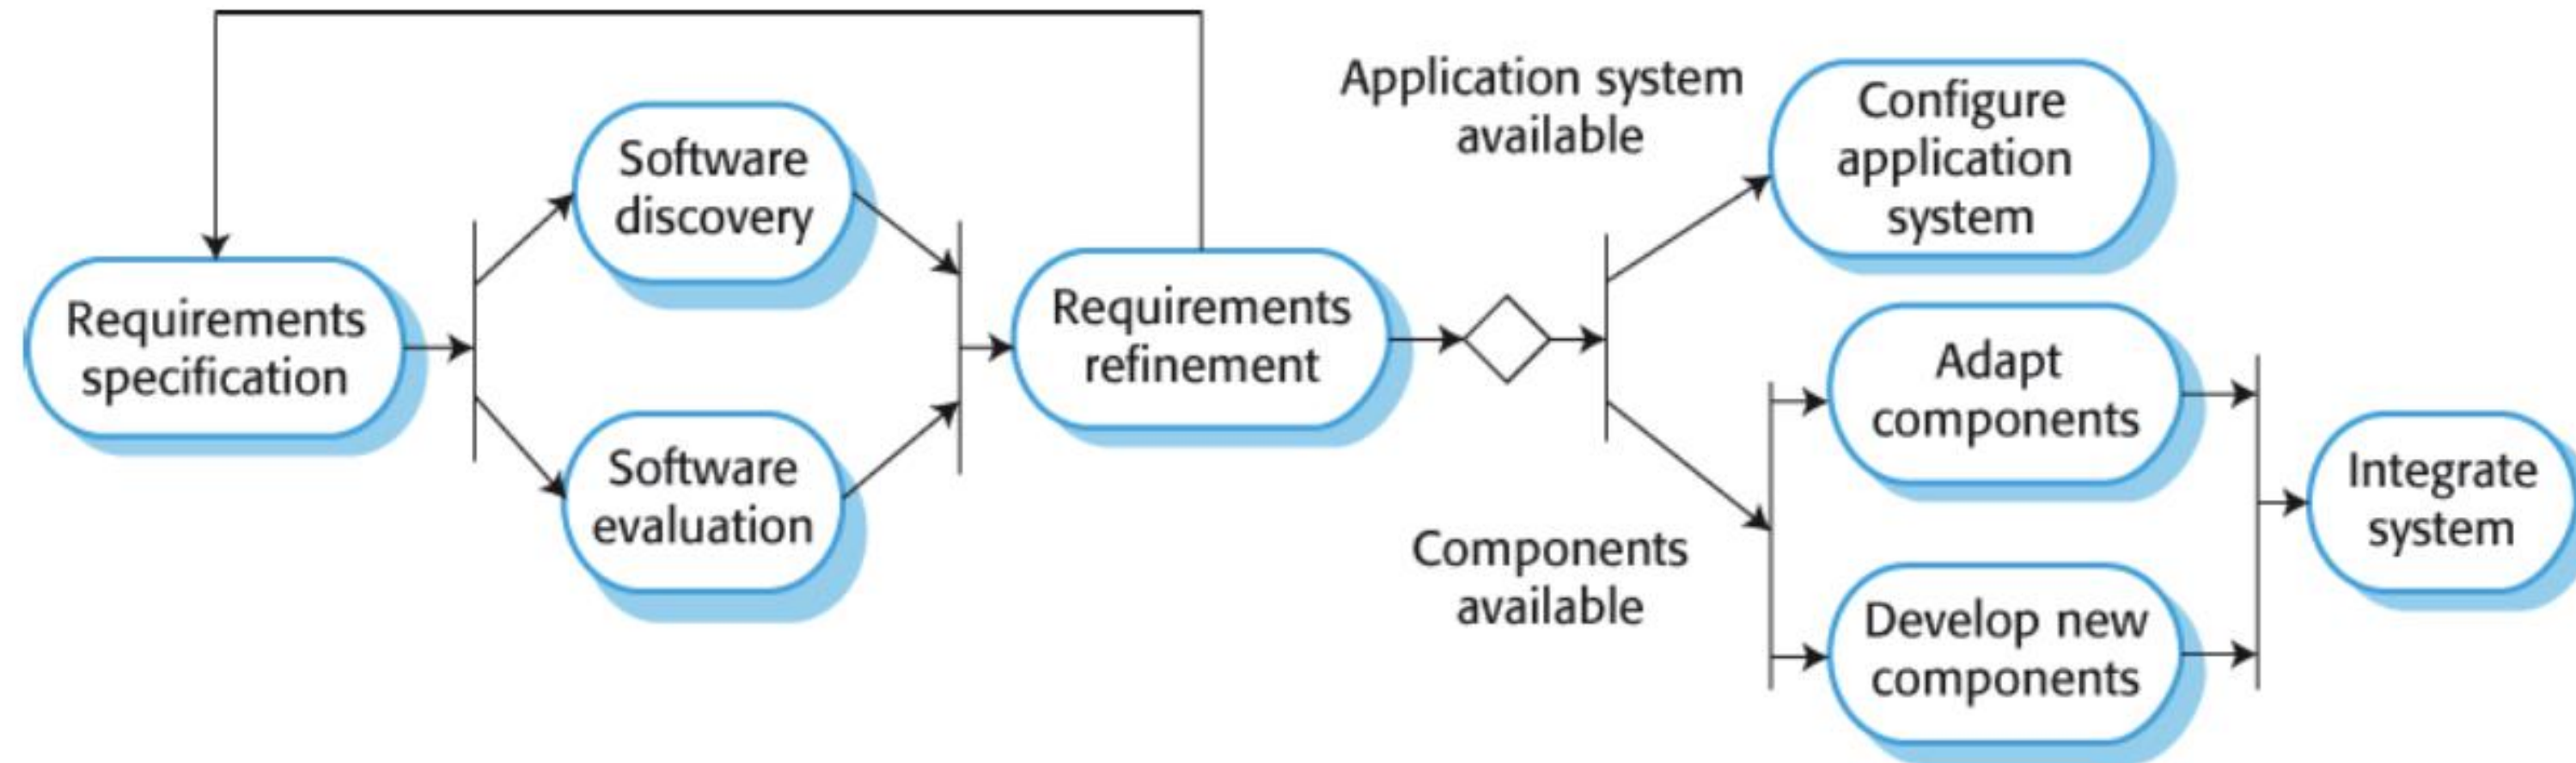 Requirements
specification
Software
discovery
Software
evaluation
Requirements
refinement
Application system
available
Components
available
Configure
application
system
Adapt
components
Develop new
components
Integrate
system